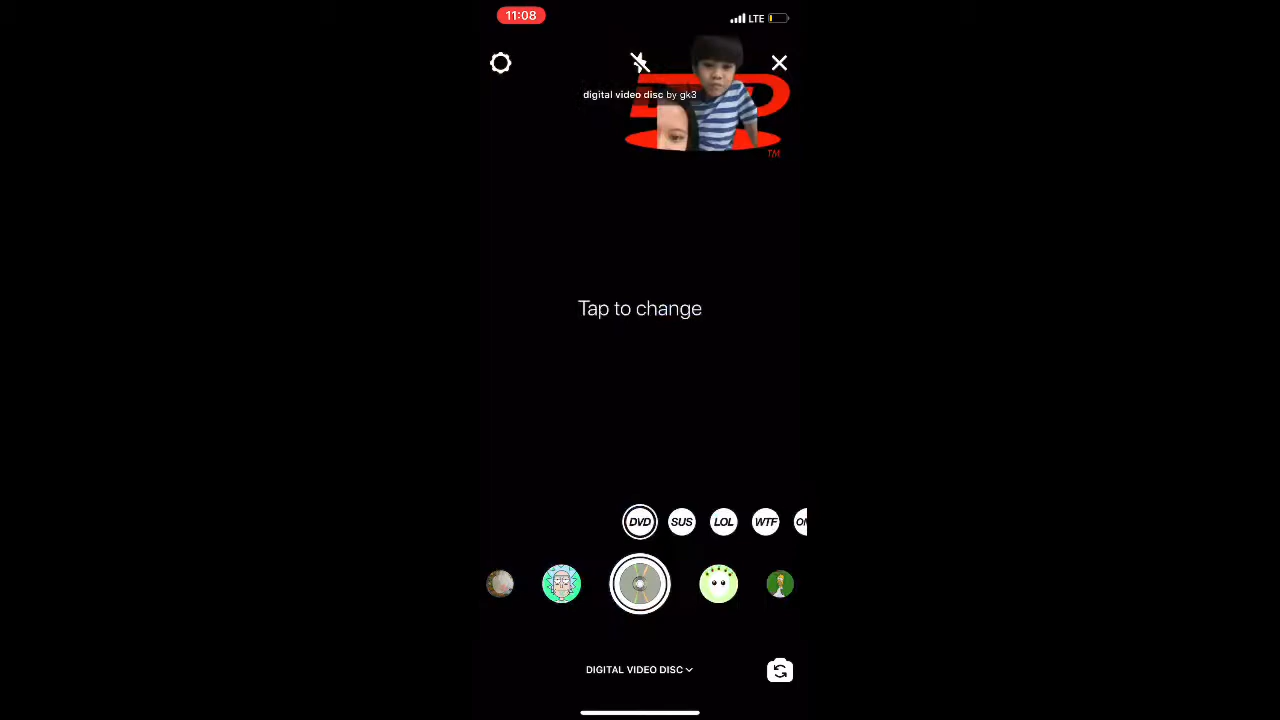 11:08
LTE
digital video disc by gk3
DVD
TM
Tap to change
DVD SUS LOL WTF
DIGITAL VIDEO DISC